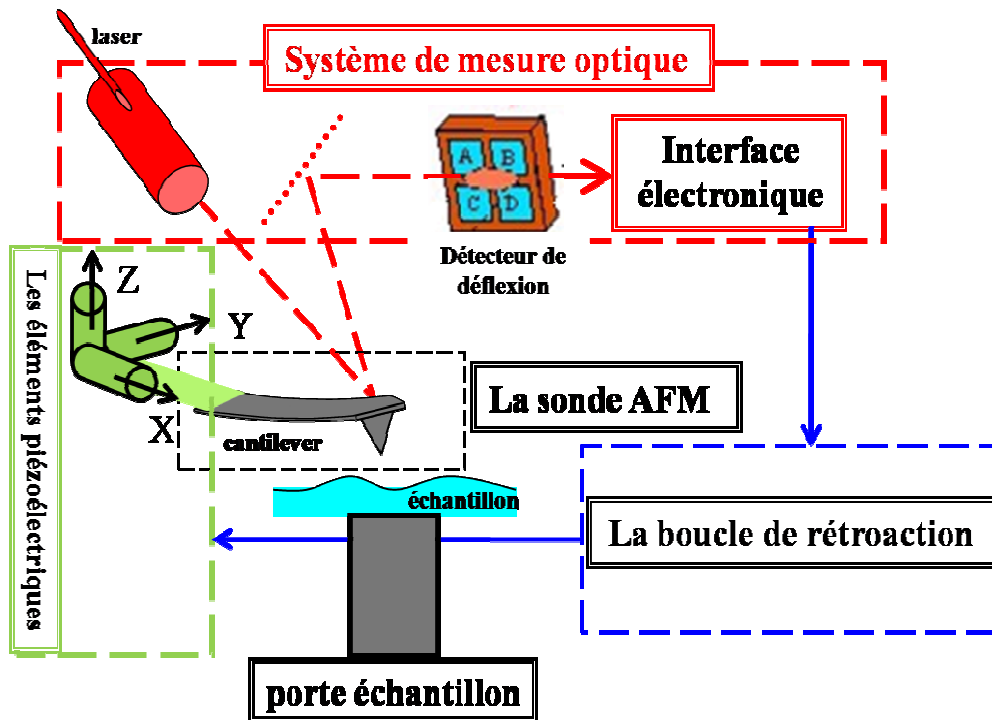 laser
Système de mesure optique
A B
C D
Interface
électronique
Détecteur de
déflexion
Les éléments piézoélectriques
Z
Y
X
La sonde AFM
cantilever
échantillon
La boucle de rétroaction
porte échantillon